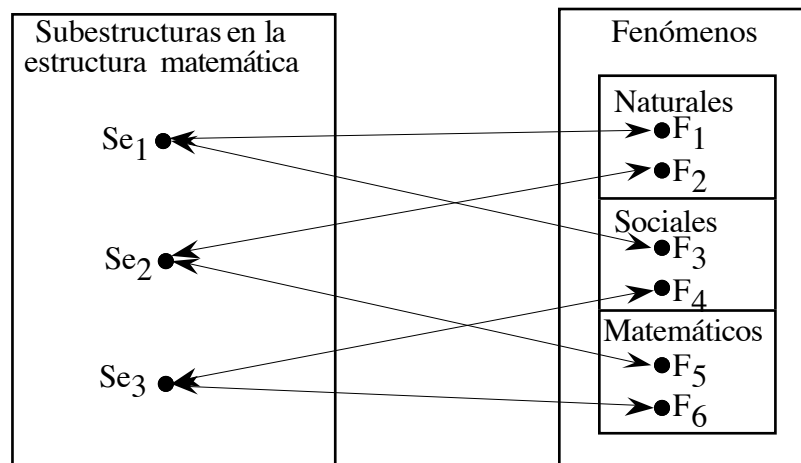 Subestructuras en la
estructura matemática
Se1
Se2
Se3
Fenómenos
Naturales
F1
F2
Sociales
F3
F4
Matemáticos
F5
F6